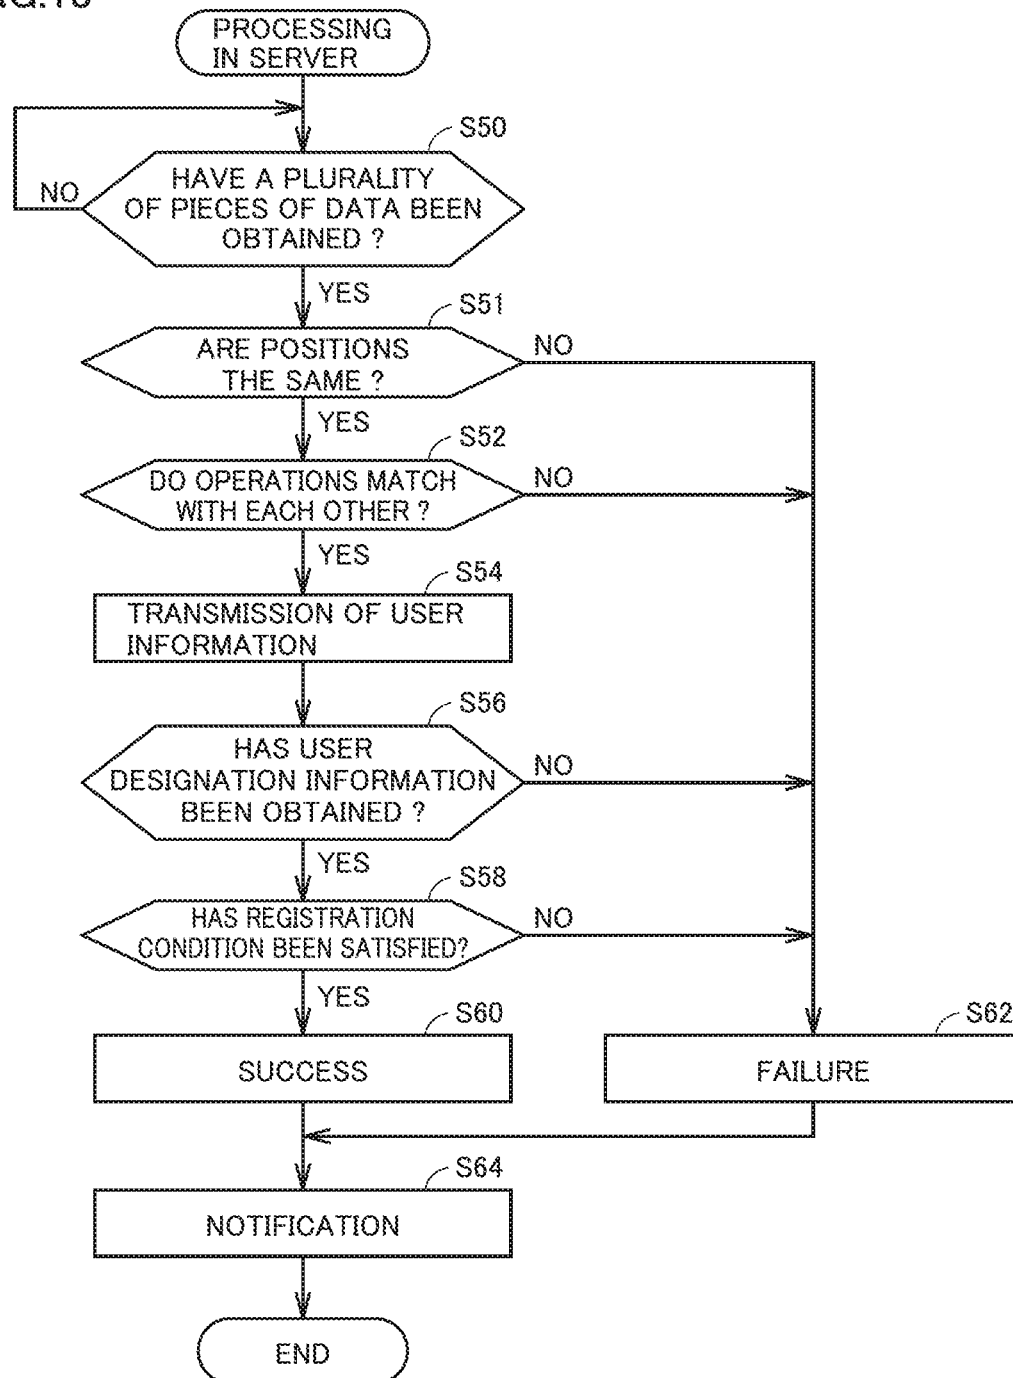 PROCESSING
IN SERVER
S50
HAVE A PLURALITY
OF PIECES OF DATA BEEN
OBTAINED ?
NO
YES
S51
ARE POSITIONS
THE SAME ?
NO
YES
S52
DO OPERATIONS MATCH
WITH EACH OTHER ?
NO
YES
S54
TRANSMISSION OF USER
INFORMATION
S56
HAS USER
DESIGNATION INFORMATION
BEEN OBTAINED ?
NO
YES
S58
HAS REGISTRATION
CONDITION BEEN SATISFIED?
NO
YES
S60
SUCCESS
S62
FAILURE
S64
NOTIFICATION
END